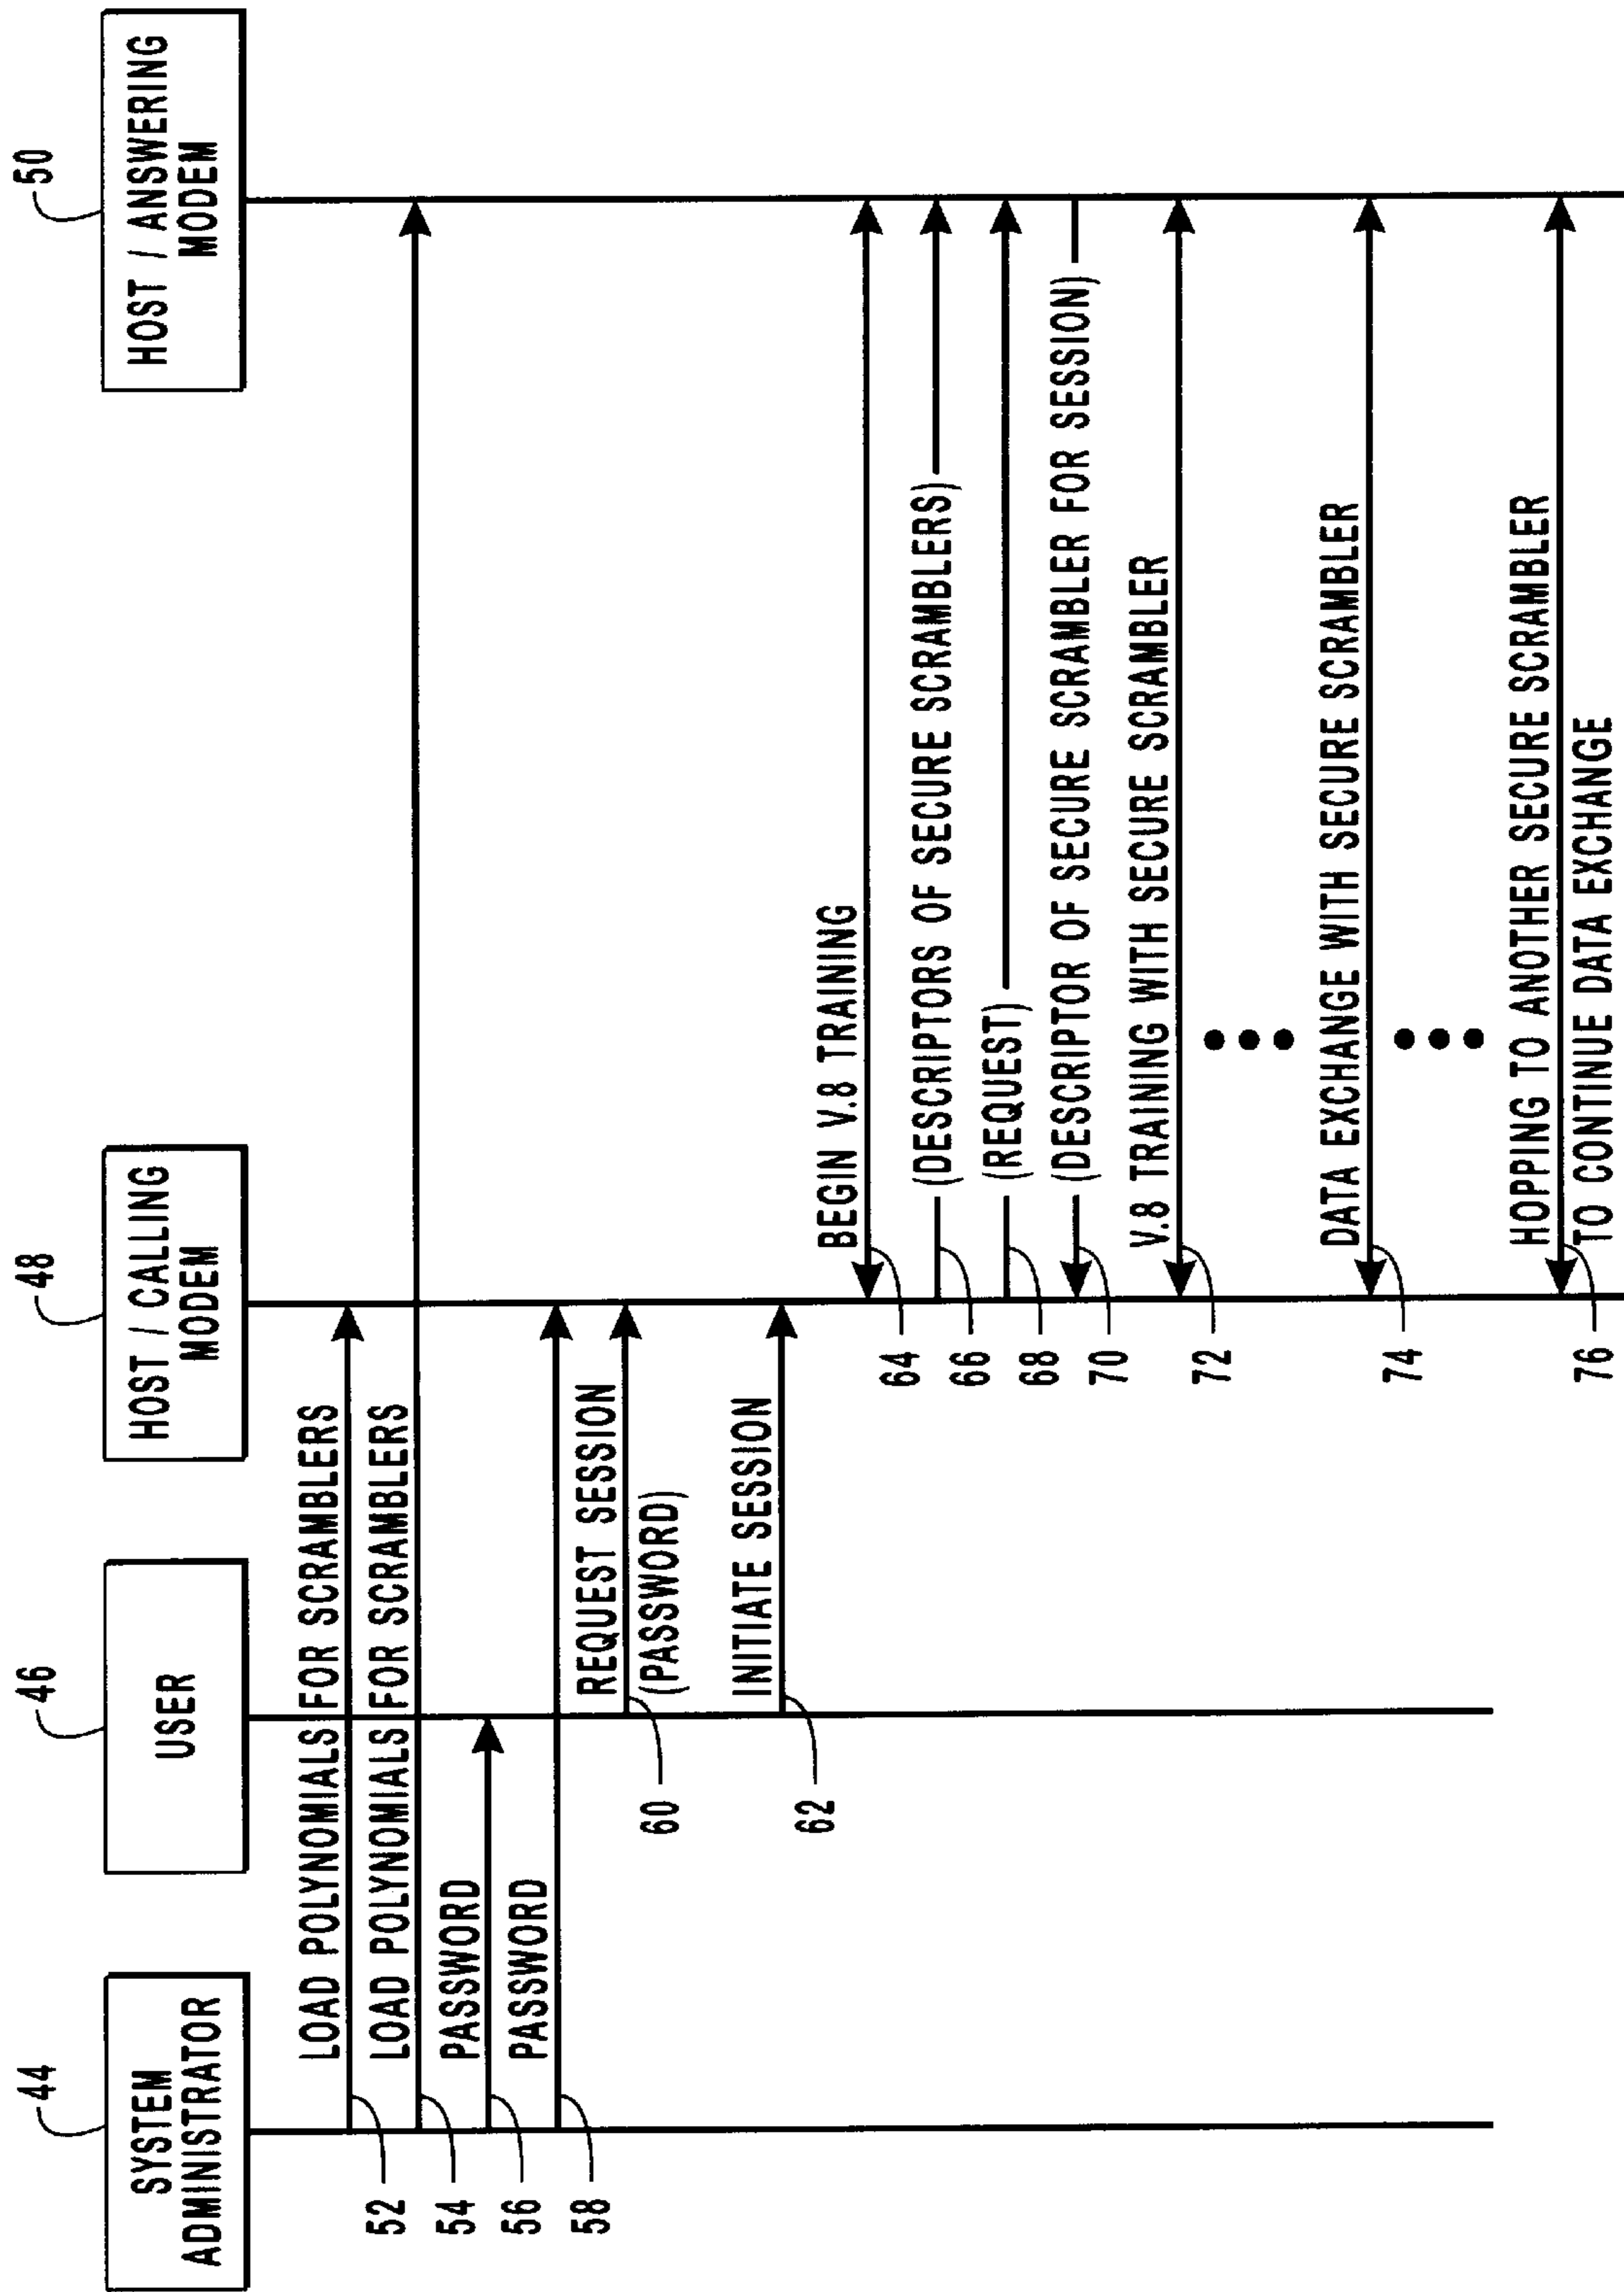 44
SYSTEM
ADMINISTRATOR
46
USER
48
HOST / CALLING
MODEM
50
HOST / ANSWERING
MODEM
LOAD POLYNOMIALS FOR SCRAMBLERS
52
LOAD POLYNOMIALS FOR SCRAMBLERS
54
PASSWORD
56
PASSWORD
58
REQUEST SESSION
(PASSWORD)
60
INITIATE SESSION
62
BEGIN V.8 TRAINING
64
(DESCRIPTORS OF SECURE SCRAMBLERS)
66
(REQUEST)
68
(DESCRIPTOR OF SECURE SCRAMBLER FOR SESSION)
70
V.8 TRAINING WITH SECURE SCRAMBLER
72
DATA EXCHANGE WITH SECURE SCRAMBLER
74
HOPPING TO ANOTHER SECURE SCRAMBLER
TO CONTINUE DATA EXCHANGE
76